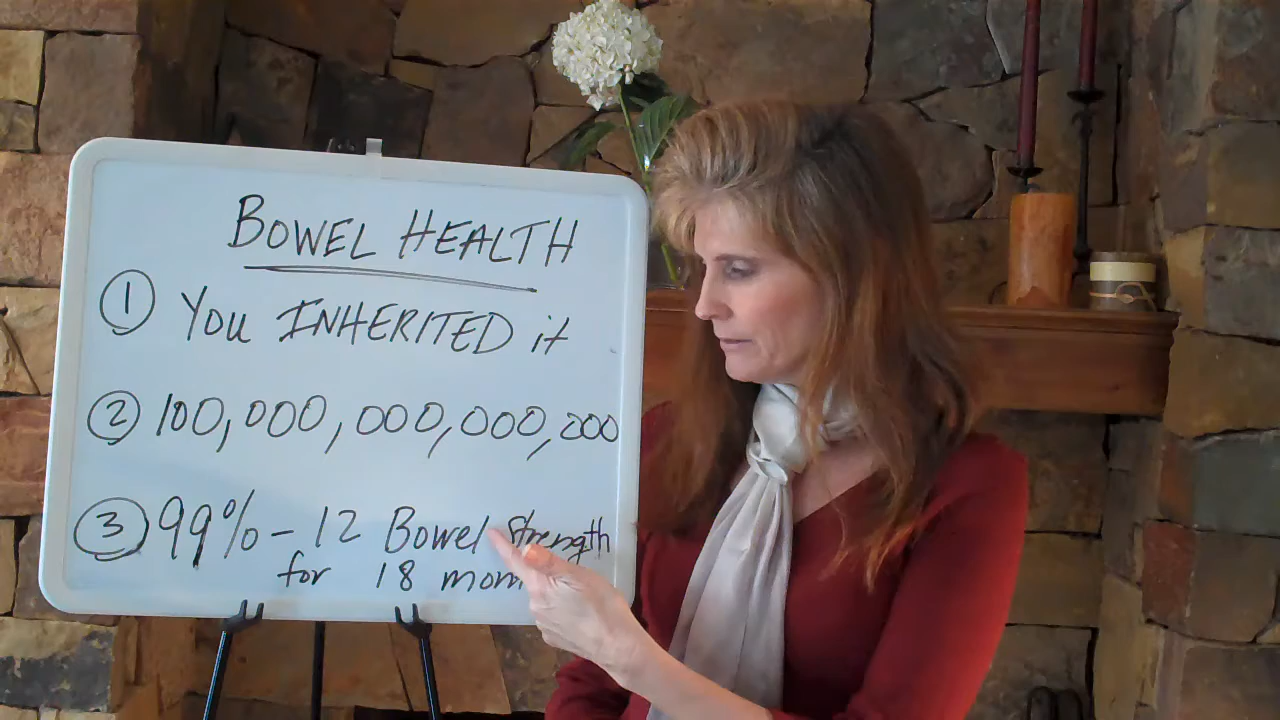 BOWEL HEALTH
1 You INHERITED it
2 100,000,000,000,000
3 99% - 12 Bowel Strength
for 18